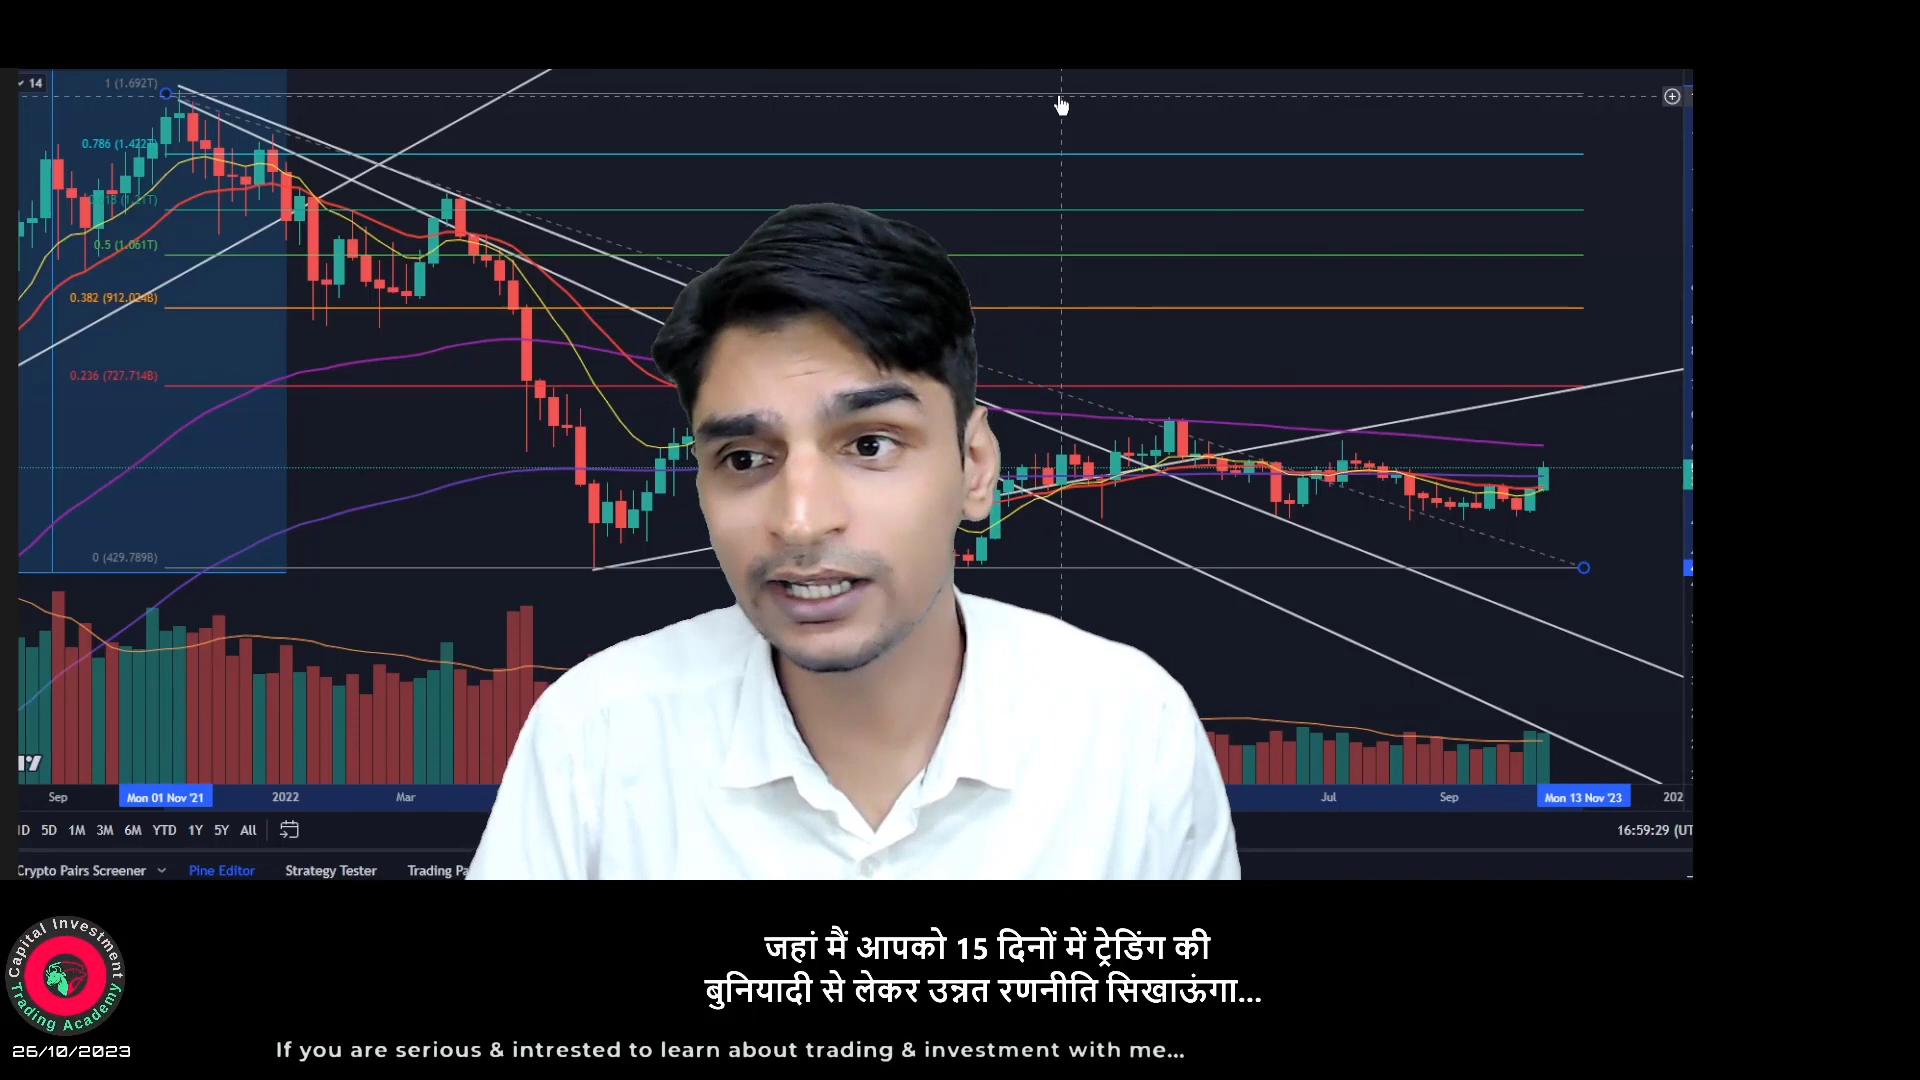 14
1 (1.692T)
0.786 (1.422T)
0.5 (1.061T)
0.382 (912.024B)
0.236 (727.714B)
0 (429.789B)
Sep
Mon 01 Nov '21
2022
Mar
Jul
Sep
Mon 13 Nov '23
5D 1M 3M 6M YTD 1Y 5Y All
16:59:29 (UT
Crypto Pairs Screener
Pine Editor
Strategy Tester
Trading Pa
Capital Investment
Trading Academy
26/10/2023
जहां मैं आपको 15 दिनों में ट्रेडिंग की
बुनियादी से लेकर उन्नत रणनीति सिखाऊंगा...
If you are serious & intrested to learn about trading & investment with me...